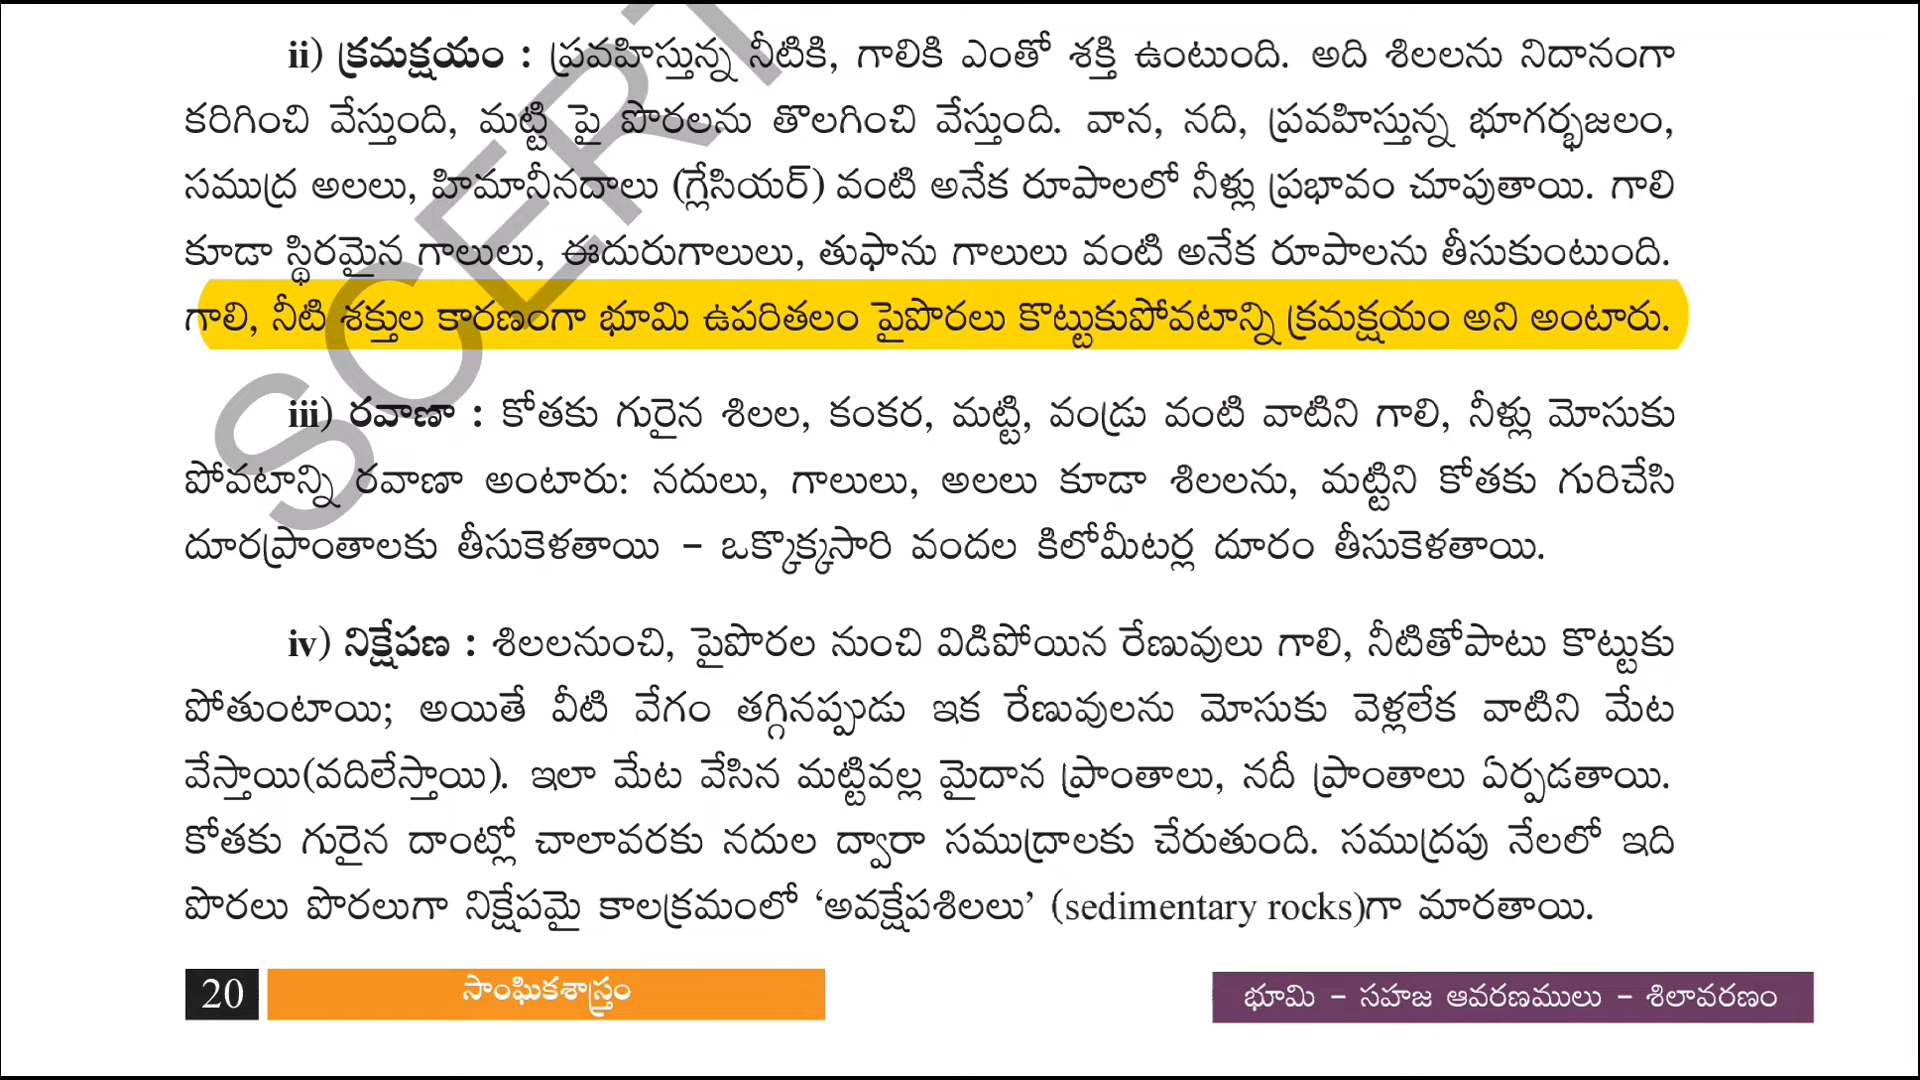 ii) క్రమక్షయం : ప్రవహిస్తున్న నీటికి, గాలికి ఎంతో శక్తి ఉంటుంది. అది శిలలను నిదానంగా
కరిగించి వేస్తుంది, మట్టి పై పొరలను తొలగించి వేస్తుంది. వాన, నది, ప్రవహిస్తున్న భూగర్భజలం,
సముద్ర అలలు, హిమానీనదాలు (గ్లేసియర్) వంటి అనేక రూపాలలో నీళ్లు ప్రభావం చూపుతాయి. గాలి
కూడా స్థిరమైన గాలులు, ఈదురుగాలులు, తుఫాను గాలులు వంటి అనేక రూపాలను తీసుకుంటుంది.
గాలి, నీటి శక్తుల కారణంగా భూమి ఉపరితలం పైపొరలు కొట్టుకుపోవటాన్ని క్రమక్షయం అని అంటారు.
iii) రవాణా : కోతకు గురైన శిలల, కంకర, మట్టి, వండ్రు వంటి వాటిని గాలి, నీళ్లు మోసుకు
పోవటాన్ని రవాణా అంటారు: నదులు, గాలులు, అలలు కూడా శిలలను, మట్టిని కోతకు గురిచేసి
దూరప్రాంతాలకు తీసుకెళతాయి – ఒక్కొక్కసారి వందల కిలోమీటర్ల దూరం తీసుకెళతాయి.
iv) నిక్షేపణ : శిలలనుంచి, పైపొరల నుంచి విడిపోయిన రేణువులు గాలి, నీటితోపాటు కొట్టుకు
పోతుంటాయి; అయితే వీటి వేగం తగ్గినప్పుడు ఇక రేణువులను మోసుకు వెళ్లలేక వాటిని మేట
వేస్తాయి(వదిలేస్తాయి). ఇలా మేట వేసిన మట్టివల్ల మైదాన ప్రాంతాలు, నదీ ప్రాంతాలు ఏర్పడతాయి.
కోతకు గురైన దాంట్లో చాలావరకు నదుల ద్వారా సముద్రాలకు చేరుతుంది. సముద్రపు నేలలో ఇది
పొరలు పొరలుగా నిక్షేపమై కాలక్రమంలో ‘అవక్షేపశిలలు’ (sedimentary rocks)గా మారతాయి.
SCERT
20 సాంఘికశాస్త్రం
భూమి – సహజ ఆవరణములు – శిలావరణం